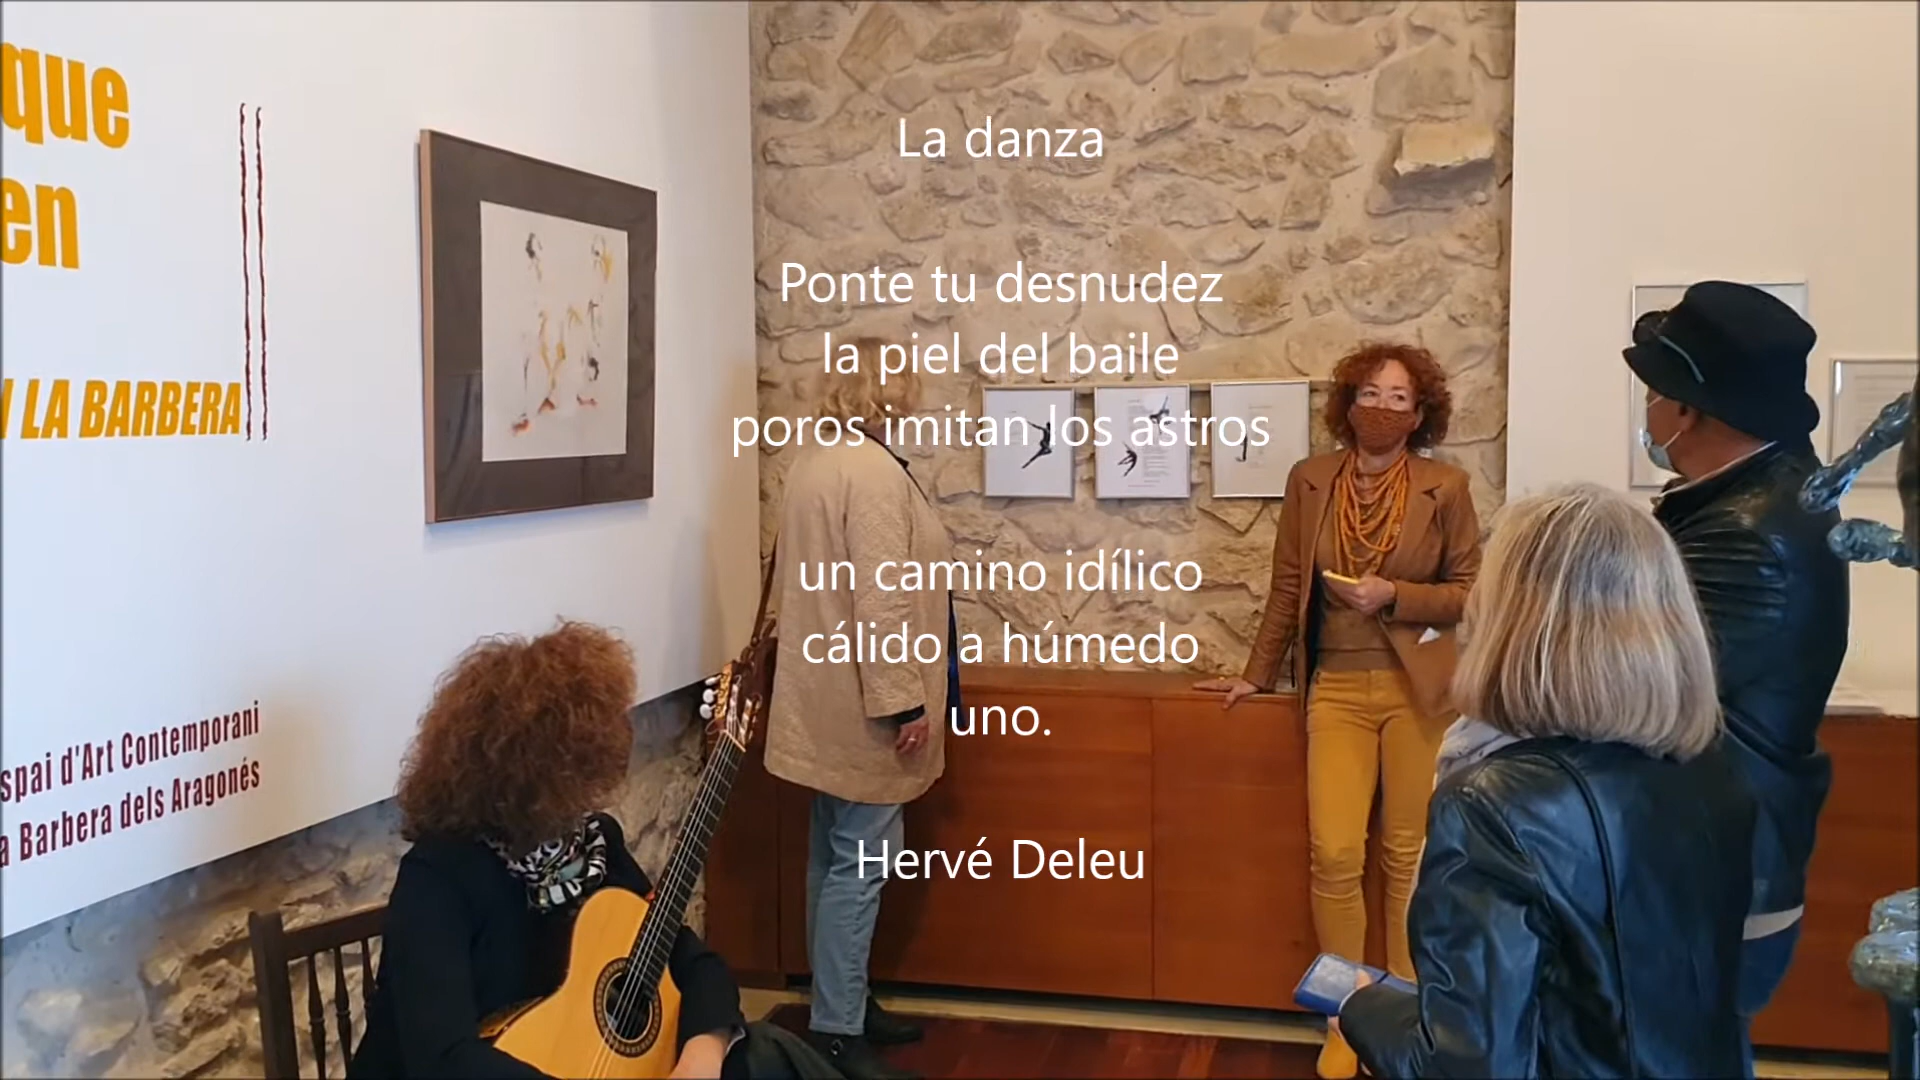 que
en
LA BARBERA
spai d'Art Contemporani
a Barbera dels Aragonés
La danza
Ponte tu desnudez
la piel del baile
poros imitan los astros
un camino idílico
cálido a húmedo
uno.
Hervé Deleu